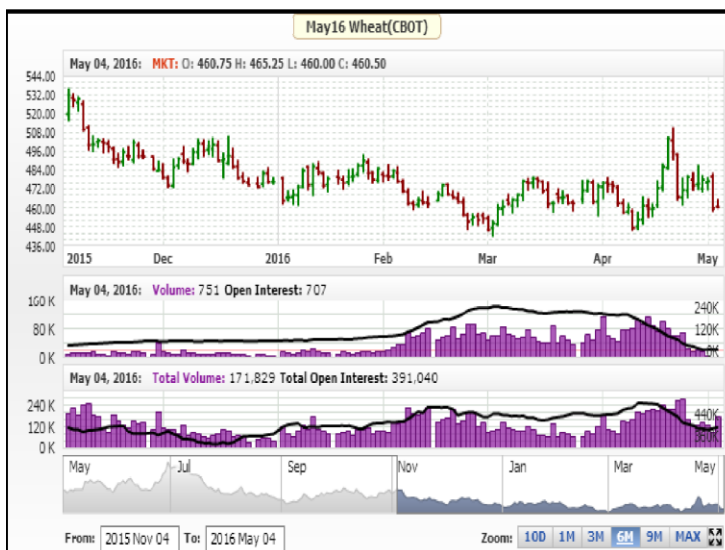 May16 Wheat(CBOT)
May 04, 2016: MKT: O: 460.75 H: 465.25 L: 460.00 C: 460.50
544.00
532.00
520.00
508.00
496.00
484.00
472.00
460.00
448.00
436.00
2015 Dec 2016 Feb Mar Apr May
May 04, 2016: Volume: 751 Open Interest: 707
160 K
80 K
0 K
240K
120K
0K
May 04, 2016: Total Volume: 171,829 Total Open Interest: 391,040
240 K
120 K
0 K
440K
360K
May Jul Sep Nov Jan Mar May
From: 2015 Nov 04 To: 2016 May 04 Zoom: 10D 1M 3M 6M 9M MAX